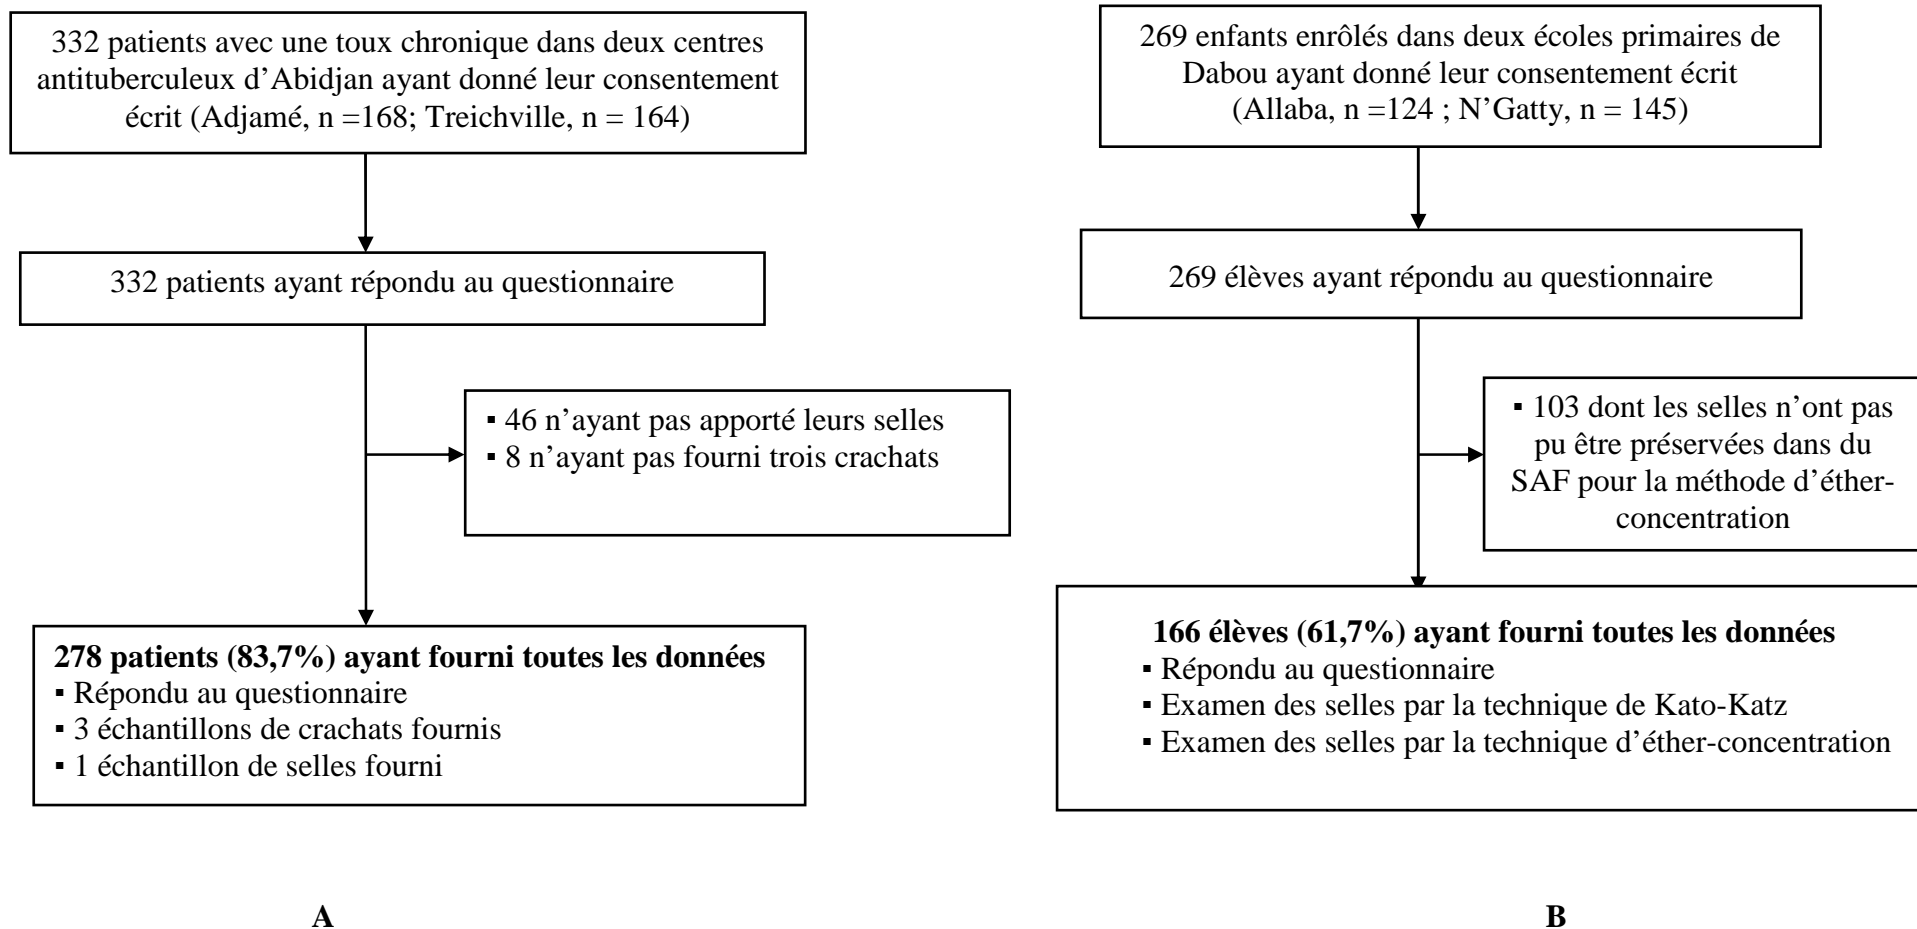 332 patients avec une toux chronique dans deux centres
antituberculeux d’Abidjan ayant donné leur consentement
écrit (Adjamé, n =168; Treichville, n = 164)
332 patients ayant répondu au questionnaire
▪ 46 n’ayant pas apporté leurs selles
▪ 8 n’ayant pas fourni trois crachats
278 patients (83,7%) ayant fourni toutes les données
▪ Répondu au questionnaire
▪ 3 échantillons de crachats fournis
▪ 1 échantillon de selles fourni
A
269 enfants enrôlés dans deux écoles primaires de
Dabou ayant donné leur consentement écrit
(Allaba, n =124 ; N’Gatty, n = 145)
269 élèves ayant répondu au questionnaire
▪ 103 dont les selles n’ont pas
pu être préservées dans du
SAF pour la méthode d’éther-
concentration
166 élèves (61,7%) ayant fourni toutes les données
▪ Répondu au questionnaire
▪ Examen des selles par la technique de Kato-Katz
▪ Examen des selles par la technique d’éther-concentration
B